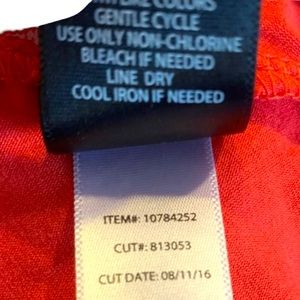 COLORS
GENTLE CYCLE
USE ONLY NON-CHLORINE
BLEACH IF NEEDED
LINE DRY
COOL IRON IF NEEDED
ITEM#: 10784252
CUT#: 813053
CUT DATE: 08/11/16